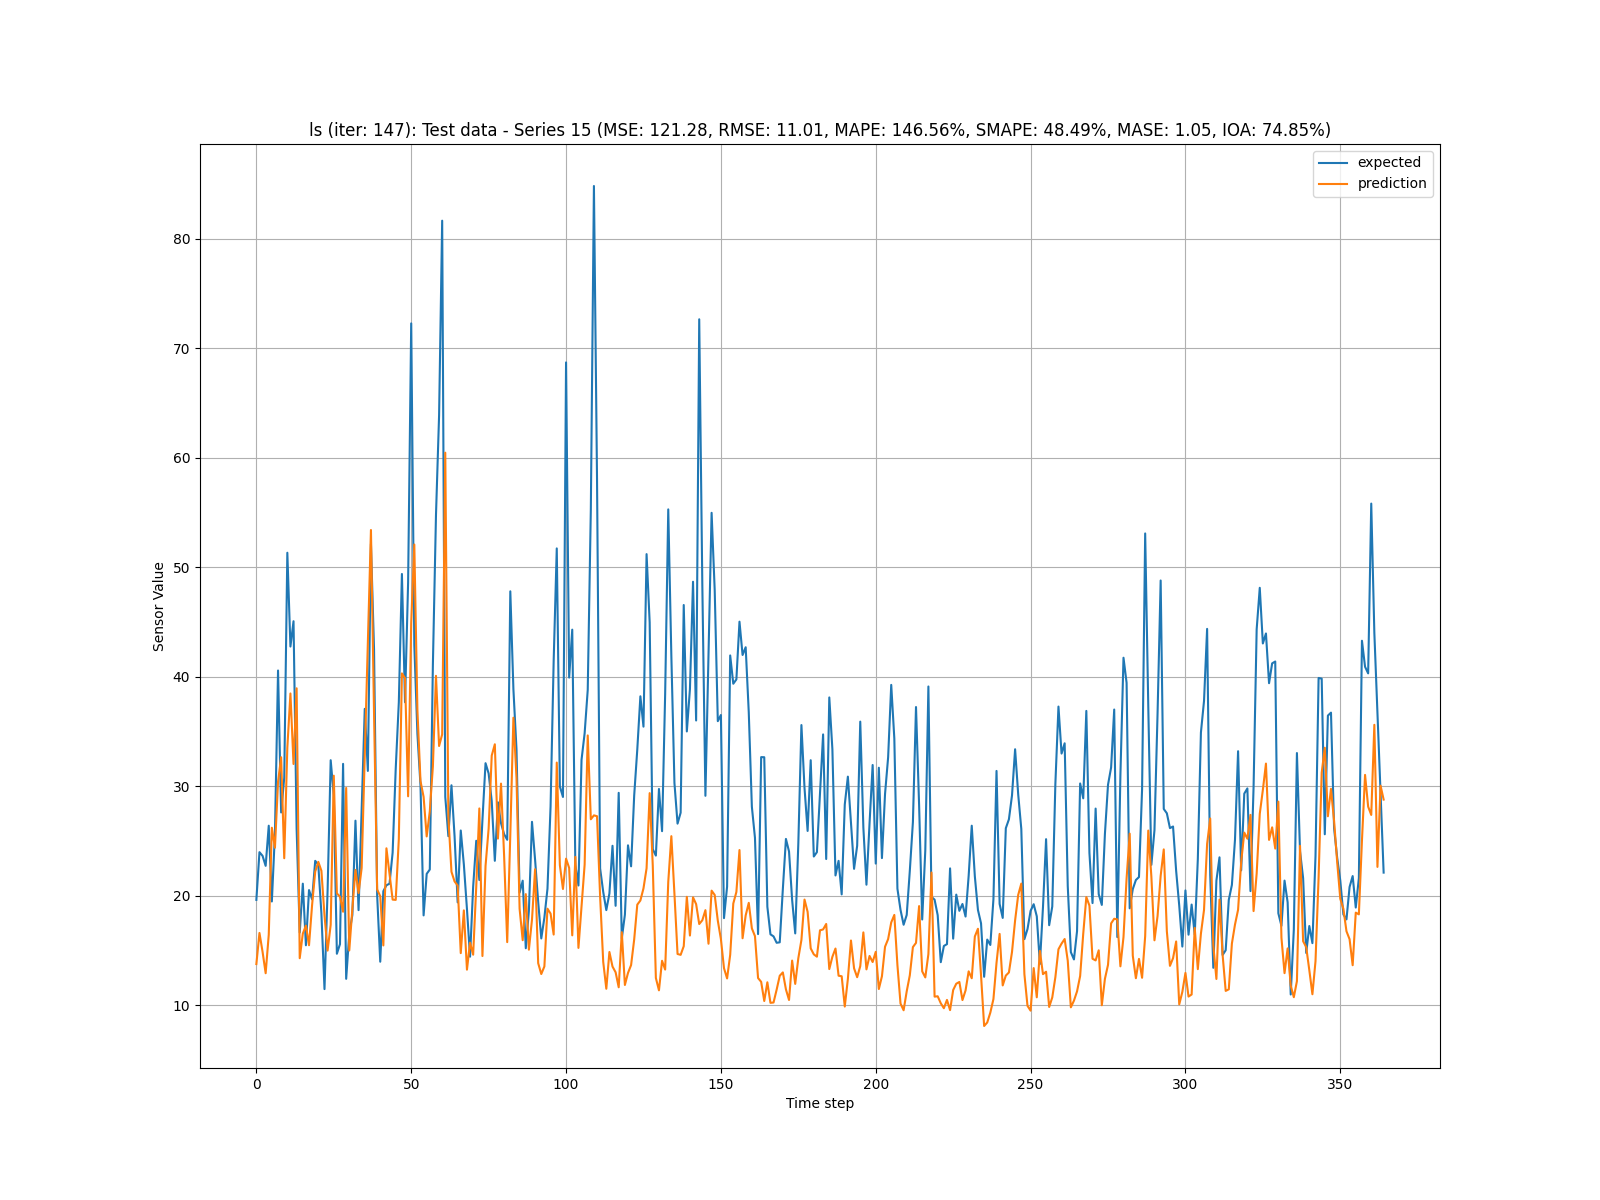 ls (iter: 147): Test data - Series 15 (MSE: 121.28, RMSE: 11.01, MAPE: 146.56%, SMAPE: 48.49%, MASE: 1.05, IOA: 74.85%)
expected
prediction
80
70
60
50
40
30
20
10
Sensor Value
0 50 100 150 200 250 300 350
Time step